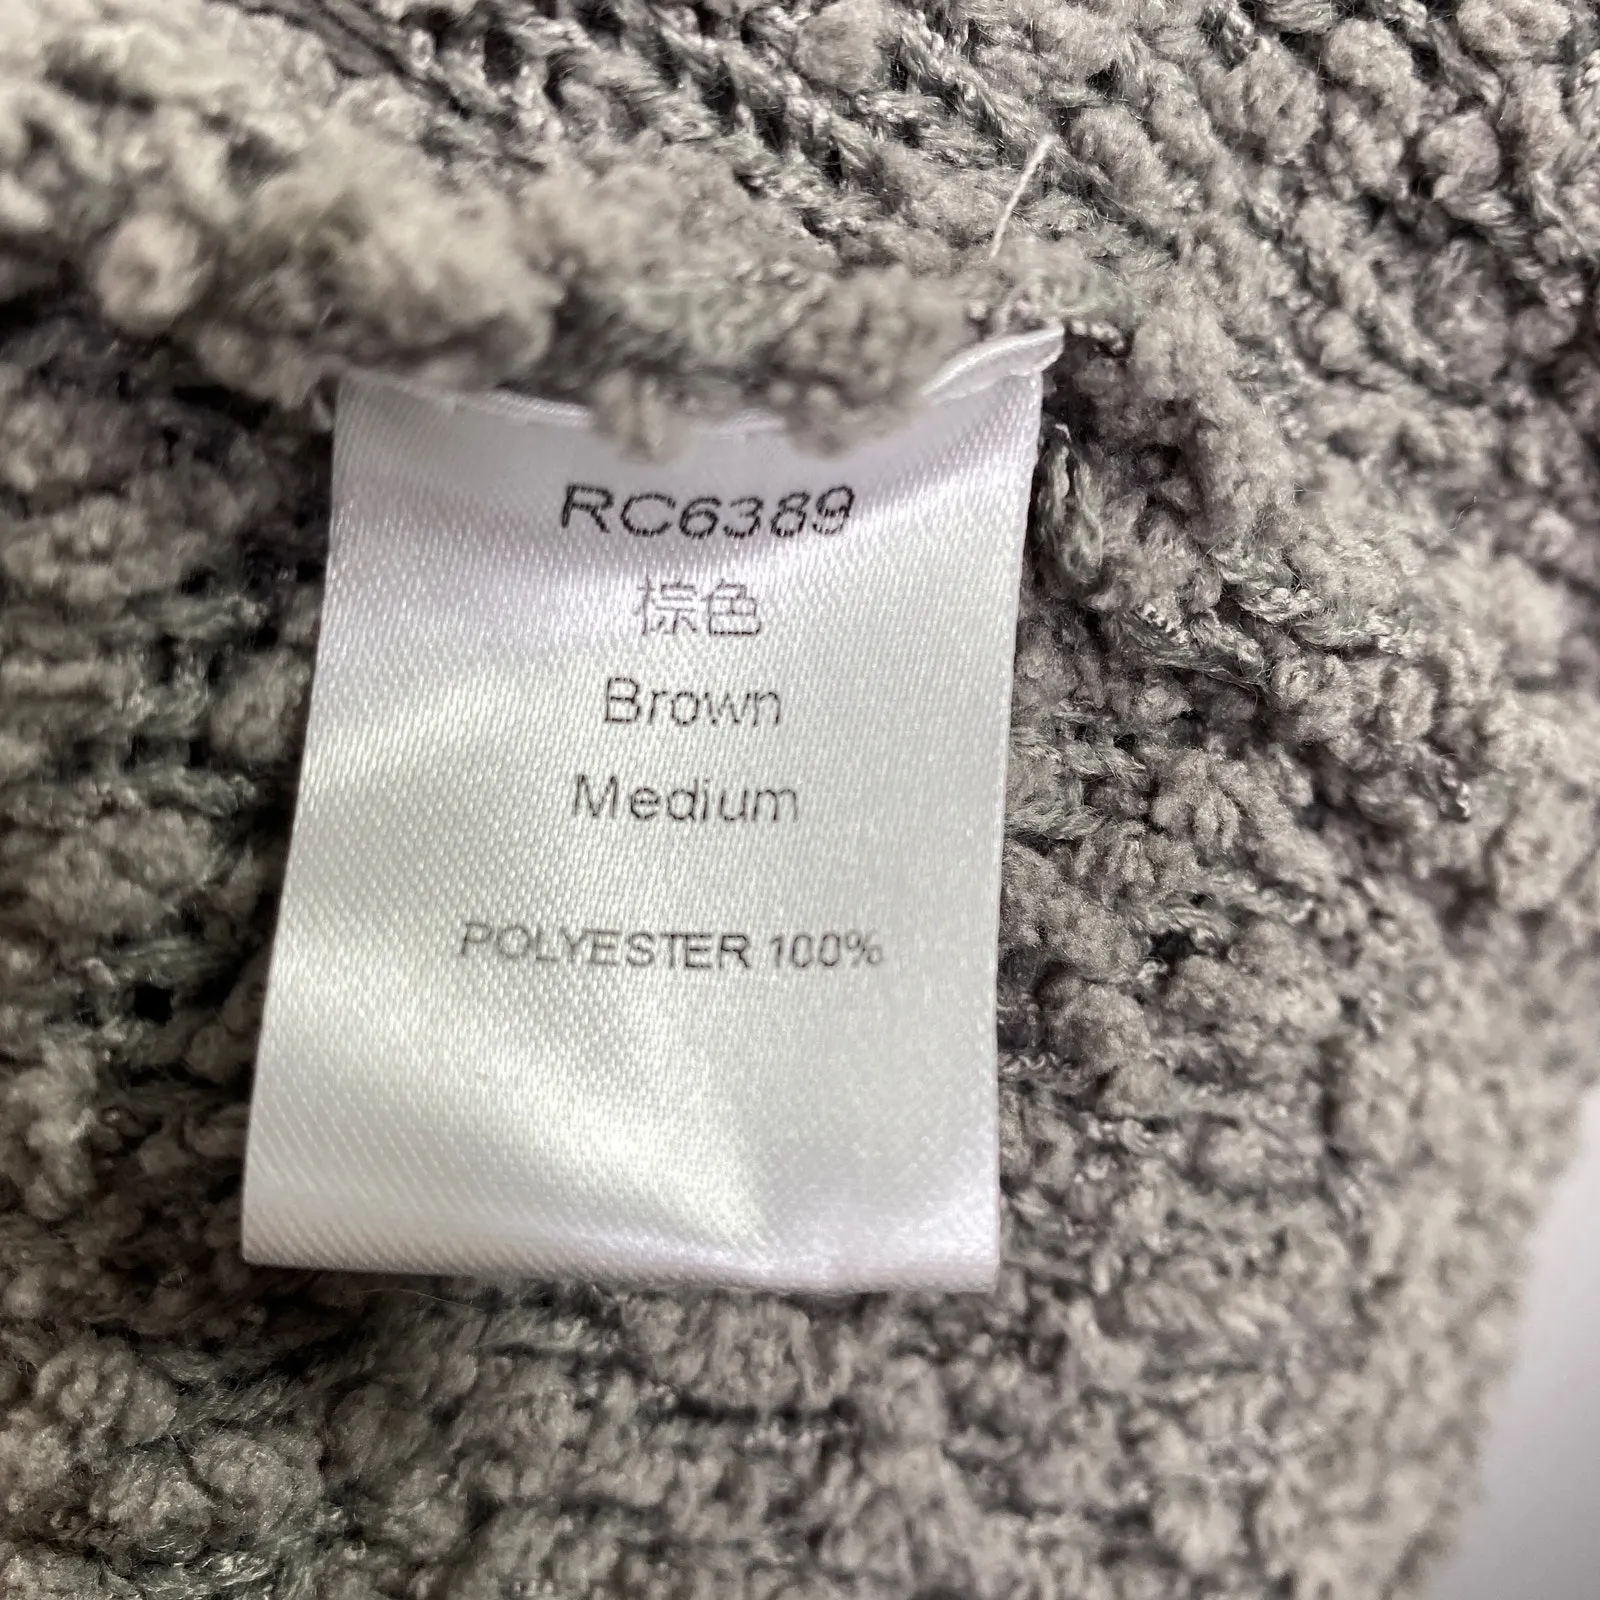 RC6389
棕色
Brown
Medium
POLYESTER 100%